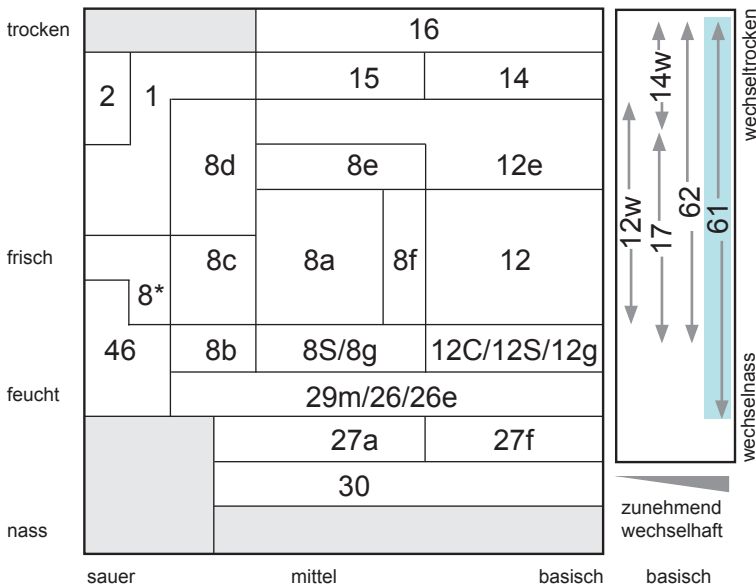 trocken
16
wechseltrocken
15
14
14w
2
1
8d
8e
12e
12w
17
62
61
frisch
8c
8a
8f
12
8*
46
8b
8S/8g
12C/12S/12g
feucht
29m/26/26e
wechselnass
27a
27f
30
zunehmend
wechselhaft
nass
sauer
mittel
basisch
basisch